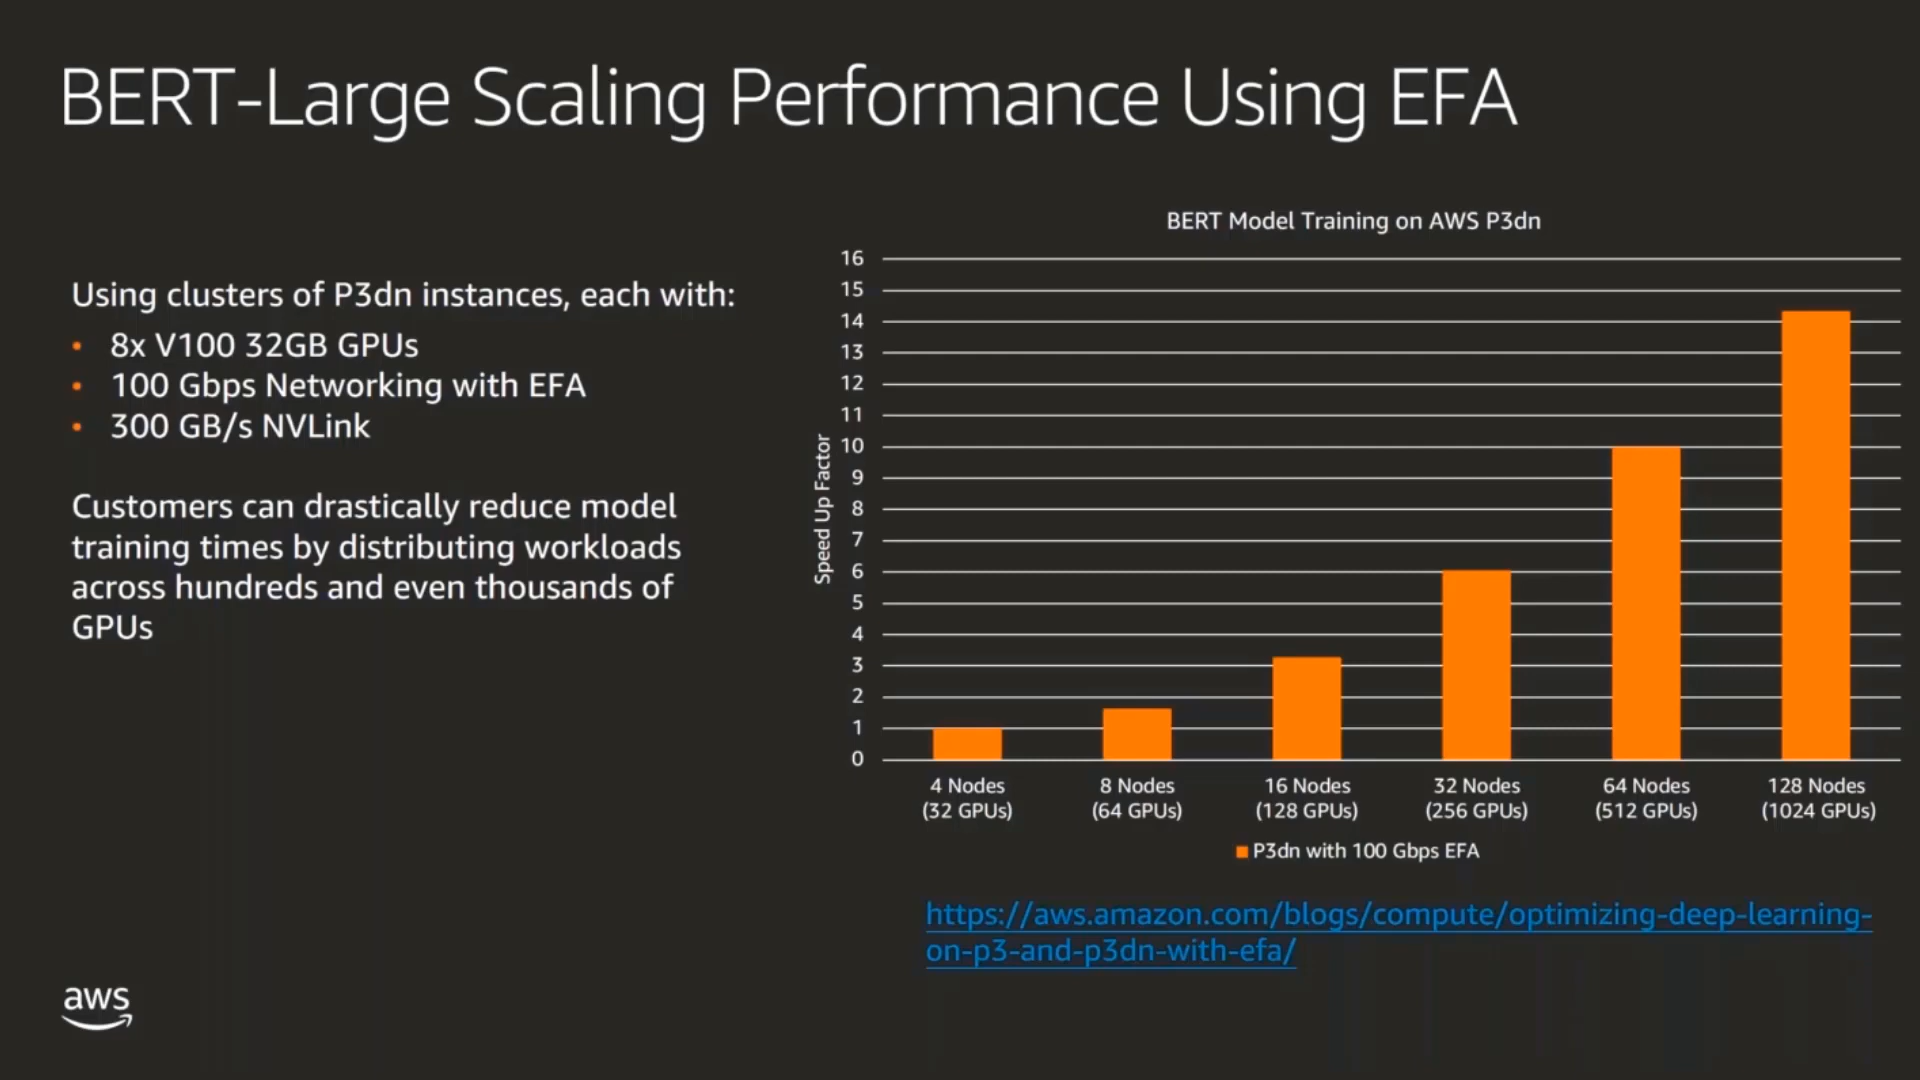 BERT-Large Scaling Performance Using EFA
Using clusters of P3dn instances, each with:
• 8x V100 32GB GPUs
• 100 Gbps Networking with EFA
• 300 GB/s NVLink
Customers can drastically reduce model
training times by distributing workloads
across hundreds and even thousands of
GPUs
BERT Model Training on AWS P3dn
Speed Up Factor
16
15
14
13
12
11
10
9
8
7
6
5
4
3
2
1
0
4 Nodes
(32 GPUs)
8 Nodes
(64 GPUs)
16 Nodes
(128 GPUs)
32 Nodes
(256 GPUs)
64 Nodes
(512 GPUs)
128 Nodes
(1024 GPUs)
P3dn with 100 Gbps EFA
https://aws.amazon.com/blogs/compute/optimizing-deep-learning-
on-p3-and-p3dn-with-efa/
aws